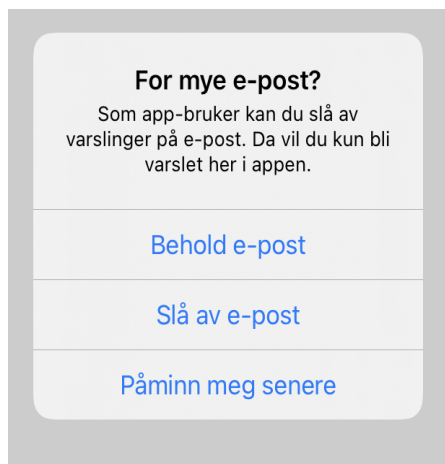 For mye e-post?
Som app-bruker kan du slå av
varslinger på e-post. Da vil du kun bli
varslet her i appen.
Behold e-post
Slå av e-post
Påminn meg senere